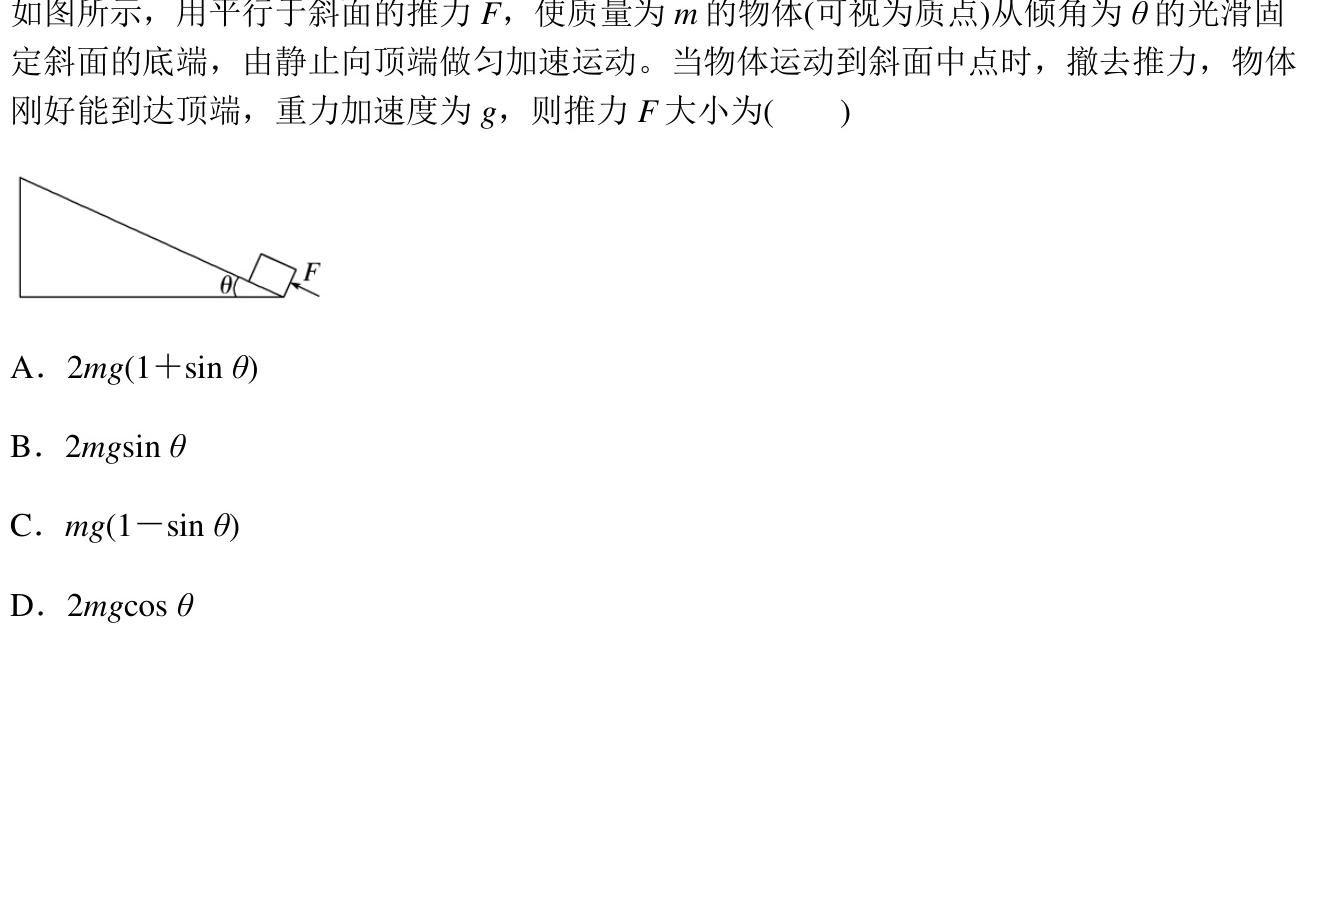 如图所示，用平行于斜面的推力 F，使质量为 m 的物体(可视为质点)从倾角为 θ 的光滑固
定斜面的底端，由静止向顶端做匀加速运动。当物体运动到斜面中点时，撤去推力，物体
刚好能到达顶端，重力加速度为 g，则推力 F 大小为(　　)
θ
F
A．2mg(1＋sin θ)
B．2mgsin θ
C．mg(1－sin θ)
D．2mgcos θ